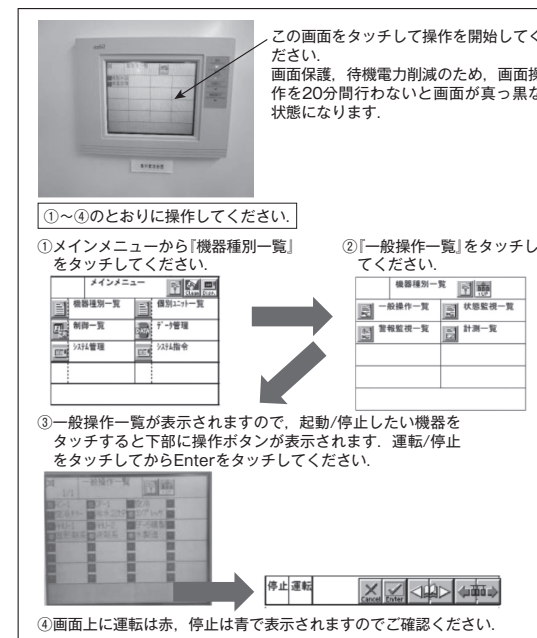 この画面をタッチして操作を開始してく
ださい.
画面保護，待機電力削減のため，画面操
作を20分間行わないと画面が真っ黒な
状態になります.
①～④のとおりに操作してください.
①メインメニューから『機器種別一覧』
をタッチしてください.
②『一般操作一覧』をタッチし
てください.
メインメニュー
機器種別一覧
個別ユニット一覧
制御一覧
データ管理
システム管理
システム指令
機器種別一覧
一般操作一覧
状態監視一覧
警報監視一覧
計測一覧
③一般操作一覧が表示されますので，起動/停止したい機器を
タッチすると下部に操作ボタンが表示されます．運転/停止
をタッチしてからEnterをタッチしてください.
一般操作一覧
1/1
停止 運転
Cancel Enter
④画面上に運転は赤，停止は青で表示されますのでご確認ください.